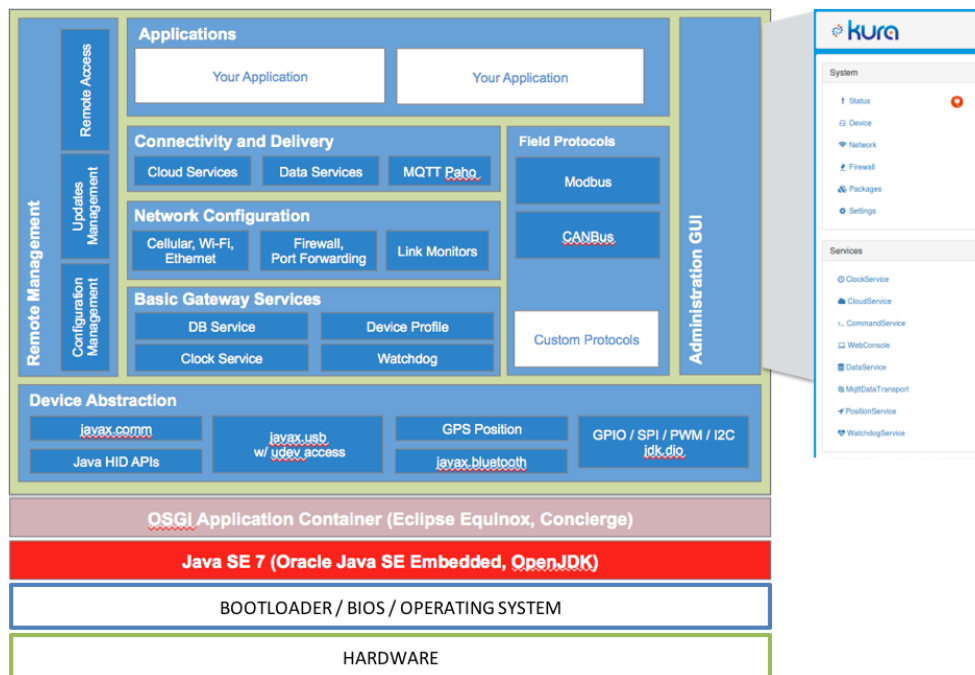 Applications
Your Application
Your Application
Remote Management
Remote Access
Updates
Management
Configuration
Management
Connectivity and Delivery
Cloud Services
Data Services
MQTT Paho
Network Configuration
Cellular, Wi-Fi,
Ethernet
Firewall,
Port Forwarding
Link Monitors
Basic Gateway Services
DB Service
Device Profile
Clock Service
Watchdog
Field Protocols
Modbus
CANBus
Custom Protocols
Administration GUI
Device Abstraction
javax.comm
Java HID APIs
javax.usb
w/ udev access
GPS Position
javax.bluetooth
GPIO / SPI / PWM / I2C
jdk.dio
OSGi Application Container (Eclipse Equinox, Concierge)
Java SE 7 (Oracle Java SE Embedded, OpenJDK)
BOOTLOADER / BIOS / OPERATING SYSTEM
HARDWARE
kura
System
Status
Device
Network
Firewall
Packages
Settings
Services
ClockService
CloudService
CommandService
WebConsole
DataService
MqttDataTransport
PositionService
WatchdogService